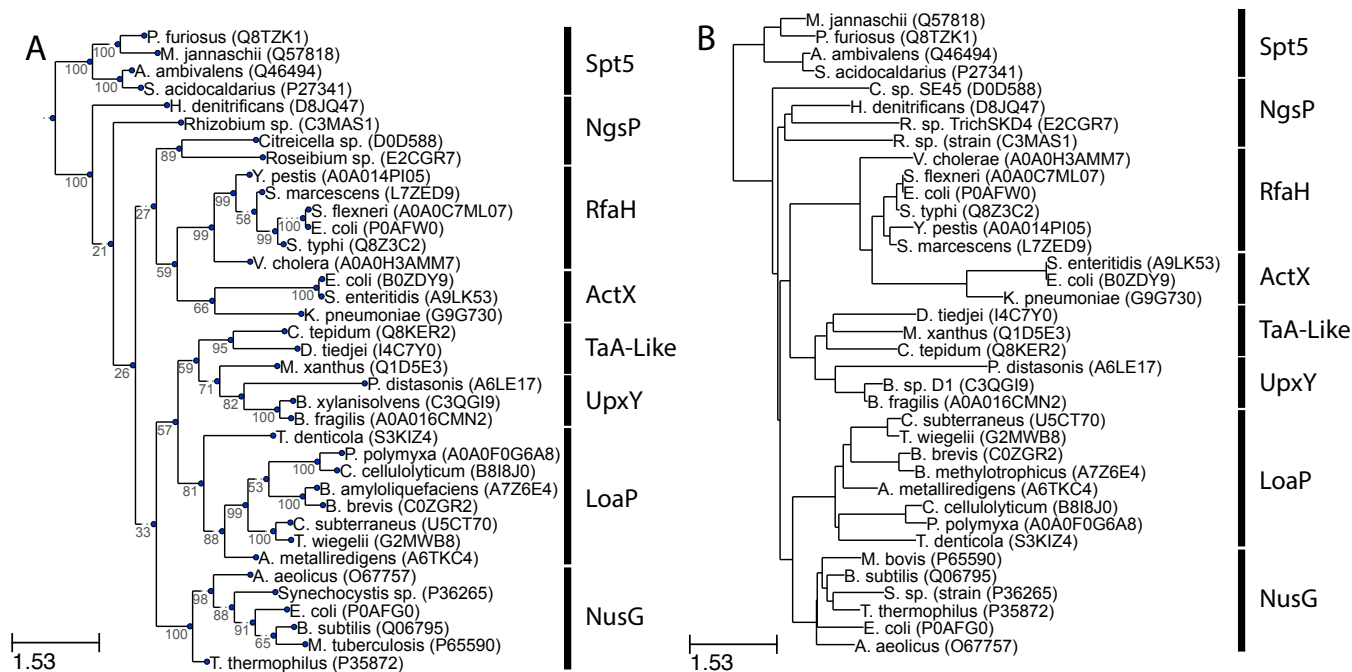 A
P. furiosus (Q8TZK1)
100
M. jannaschii (Q57818)
100
A. ambivalens (Q46494)
100
S. acidocaldarius (P27341)
Spt5
H. denitrificans (D8JQ47)
100
Rhizobium sp. (C3MAS1)
21
Citreicella sp. (D0D588)
89
Roseibium sp. (E2CGR7)
NgsP
27
Y. pestis (A0A014PI05)
99
S. marcescens (L7ZED9)
58
S. flexneri (A0A0C7ML07)
100
E. coli (P0AFW0)
99
S. typhi (Q8Z3C2)
99
V. cholera (A0A0H3AMM7)
RfaH
59
E. coli (B0ZDY9)
100
S. enteritidis (A9LK53)
66
K. pneumoniae (G9G730)
ActX
26
C. tepidum (Q8KER2)
95
D. tiedjei (I4C7Y0)
59
M. xanthus (Q1D5E3)
TaA-Like
71
P. distasonis (A6LE17)
82
B. xylanisolvens (C3QGI9)
100
B. fragilis (A0A016CMN2)
UpxY
57
T. denticola (S3KIZ4)
81
P. polymyxa (A0A0F0G6A8)
100
C. cellulolyticum (B8I8J0)
53
B. amyloliquefaciens (A7Z6E4)
100
B. brevis (C0ZGR2)
99
C. subterraneus (U5CT70)
100
T. wiegelii (G2MWB8)
88
A. metalliredigens (A6TKC4)
LoaP
33
A. aeolicus (O67757)
98
Synechocystis sp. (P36265)
88
E. coli (P0AFG0)
91
B. subtilis (Q06795)
65
M. tuberculosis (P65590)
100
T. thermophilus (P35872)
NusG
1.53
B
M. jannaschii (Q57818)
P. furiosus (Q8TZK1)
A. ambivalens (Q46494)
S. acidocaldarius (P27341)
Spt5
C. sp. SE45 (D0D588)
H. denitrificans (D8JQ47)
R. sp. TrichSKD4 (E2CGR7)
R. sp. (strain (C3MAS1)
NgsP
V. cholerae (A0A0H3AMM7)
S. flexneri (A0A0C7ML07)
E. coli (P0AFW0)
S. typhi (Q8Z3C2)
Y. pestis (A0A014PI05)
S. marcescens (L7ZED9)
RfaH
S. enteritidis (A9LK53)
E. coli (B0ZDY9)
K. pneumoniae (G9G730)
ActX
D. tiedjei (I4C7Y0)
M. xanthus (Q1D5E3)
C. tepidum (Q8KER2)
TaA-Like
P. distasonis (A6LE17)
B. sp. D1 (C3QGI9)
B. fragilis (A0A016CMN2)
UpxY
C. subterraneus (U5CT70)
T. wiegelii (G2MWB8)
B. brevis (C0ZGR2)
B. methylotrophicus (A7Z6E4)
A. metalliredigens (A6TKC4)
C. cellulolyticum (B8I8J0)
P. polymyxa (A0A0F0G6A8)
T. denticola (S3KIZ4)
LoaP
M. bovis (P65590)
B. subtilis (Q06795)
S. sp. (strain (P36265)
T. thermophilus (P35872)
E. coli (P0AFG0)
A. aeolicus (O67757)
NusG
1.53